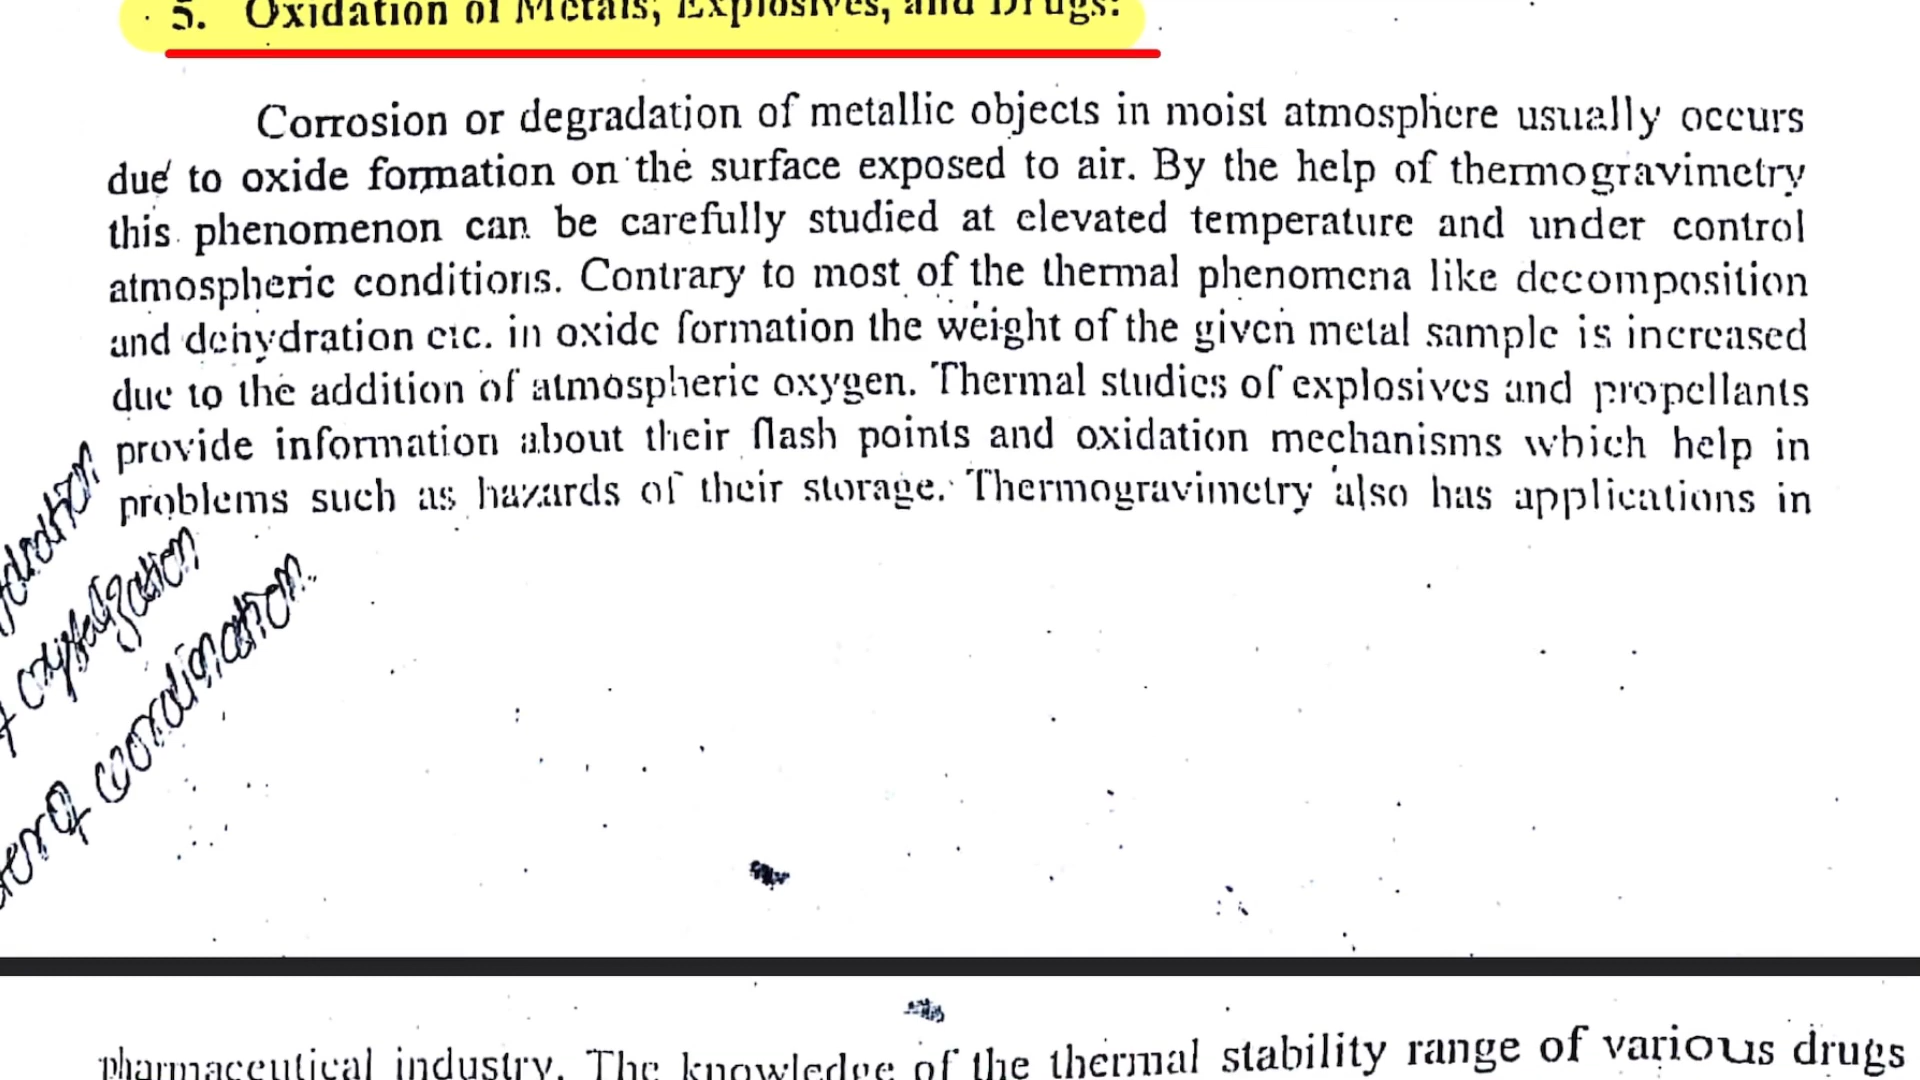 5. Oxidation of Metals, Explosives, and Drugs:
Corrosion or degradation of metallic objects in moist atmosphere usually occurs
due to oxide formation on the surface exposed to air. By the help of thermogravimetry
this phenomenon can be carefully studied at elevated temperature and under control
atmospheric conditions. Contrary to most of the thermal phenomena like decomposition
and dehydration etc. in oxide formation the weight of the given metal sample is increased
due to the addition of atmospheric oxygen. Thermal studies of explosives and propellants
provide information about their flash points and oxidation mechanisms which help in
problems such as hazards of their storage. Thermogravimetry also has applications in
coordination
pharmaceutical industry. The knowledge of the thermal stability range of various drugs